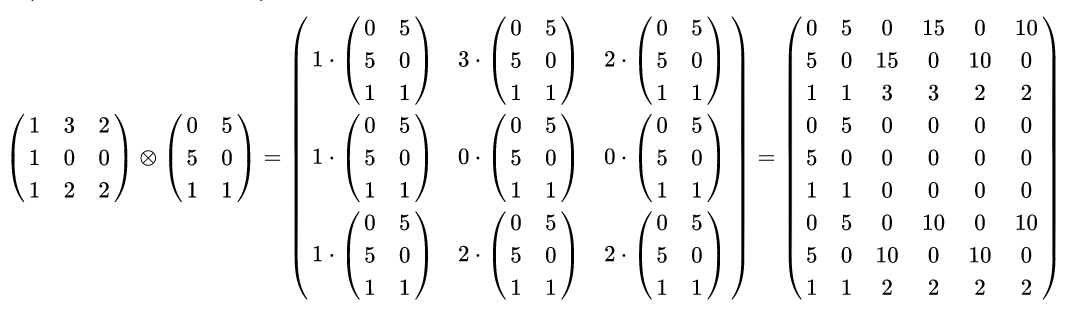 \begin{pmatrix} 1 & 3 & 2 \\ 1 & 0 & 0 \\ 1 & 2 & 2 \end{pmatrix} \otimes \begin{pmatrix} 0 & 5 \\ 5 & 0 \\ 1 & 1 \end{pmatrix} = \begin{pmatrix} 1 \cdot \begin{pmatrix} 0 & 5 \\ 5 & 0 \\ 1 & 1 \end{pmatrix} & 3 \cdot \begin{pmatrix} 0 & 5 \\ 5 & 0 \\ 1 & 1 \end{pmatrix} & 2 \cdot \begin{pmatrix} 0 & 5 \\ 5 & 0 \\ 1 & 1 \end{pmatrix} \\ 1 \cdot \begin{pmatrix} 0 & 5 \\ 5 & 0 \\ 1 & 1 \end{pmatrix} & 0 \cdot \begin{pmatrix} 0 & 5 \\ 5 & 0 \\ 1 & 1 \end{pmatrix} & 0 \cdot \begin{pmatrix} 0 & 5 \\ 5 & 0 \\ 1 & 1 \end{pmatrix} \\ 1 \cdot \begin{pmatrix} 0 & 5 \\ 5 & 0 \\ 1 & 1 \end{pmatrix} & 2 \cdot \begin{pmatrix} 0 & 5 \\ 5 & 0 \\ 1 & 1 \end{pmatrix} & 2 \cdot \begin{pmatrix} 0 & 5 \\ 5 & 0 \\ 1 & 1 \end{pmatrix} \end{pmatrix} = \begin{pmatrix} 0 & 5 & 0 & 15 & 0 & 10 \\ 5 & 0 & 15 & 0 & 10 & 0 \\ 1 & 1 & 3 & 3 & 2 & 2 \\ 0 & 5 & 0 & 0 & 0 & 0 \\ 5 & 0 & 0 & 0 & 0 & 0 \\ 1 & 1 & 0 & 0 & 0 & 0 \\ 0 & 5 & 0 & 10 & 0 & 10 \\ 5 & 0 & 10 & 0 & 10 & 0 \\ 1 & 1 & 2 & 2 & 2 & 2 \end{pmatrix}